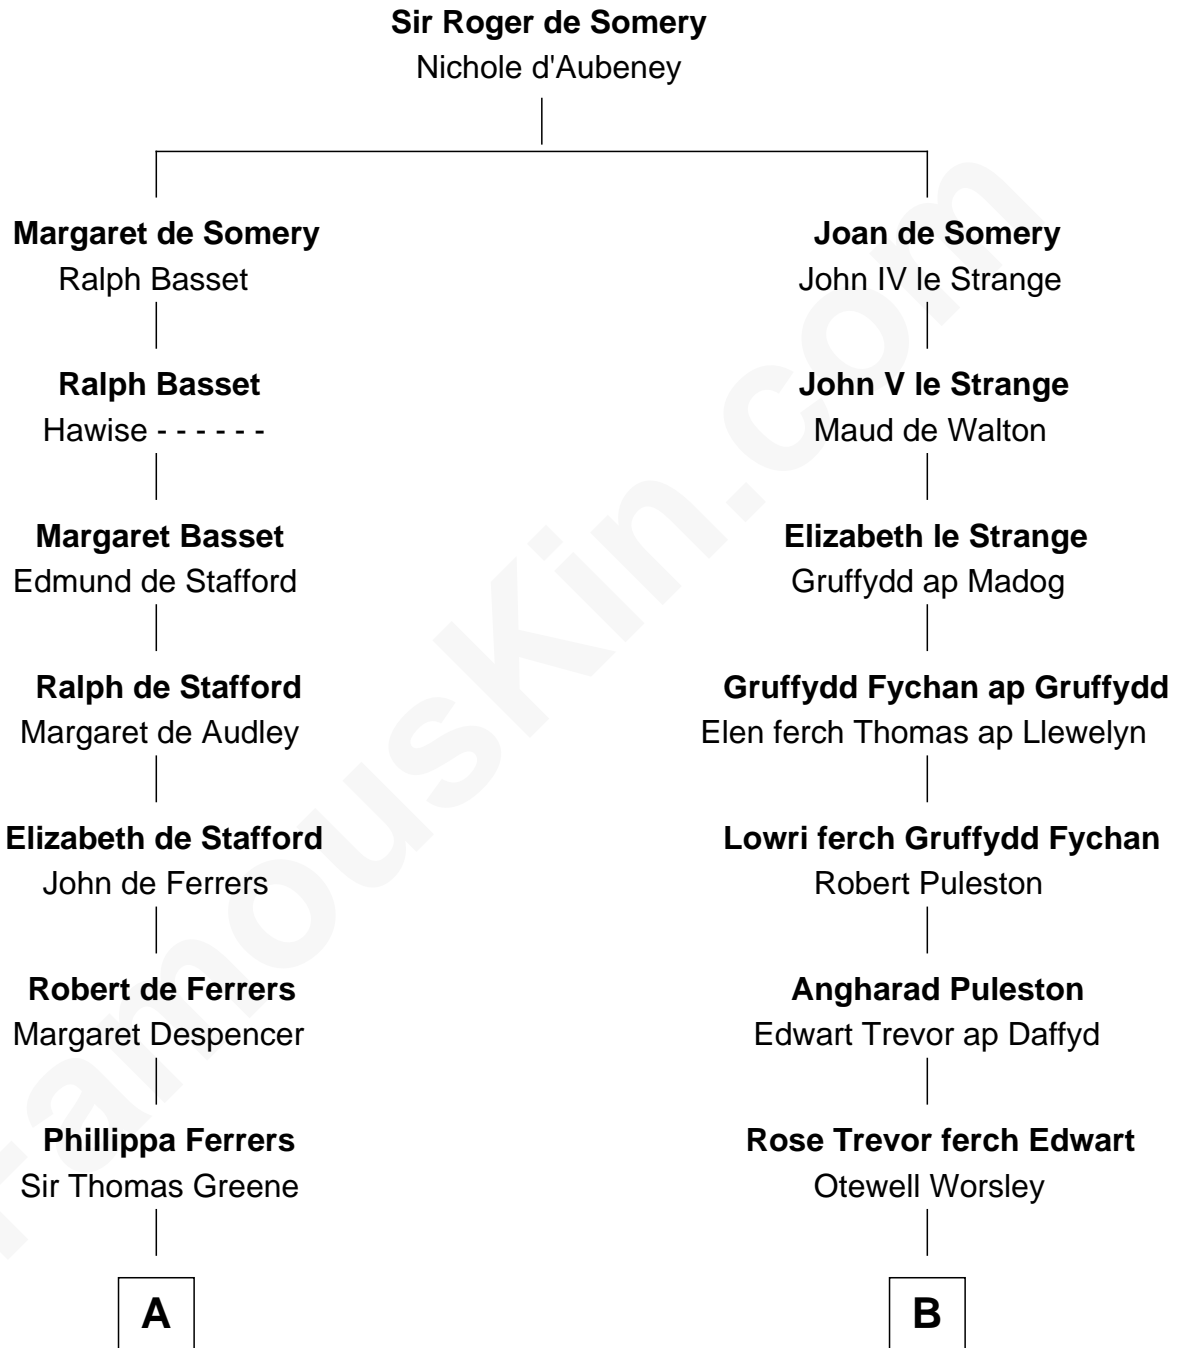 Sir Roger de Somery
Nichole d'Aubeney
Margaret de Somery
Ralph Basset
Joan de Somery
John IV le Strange
Ralph Basset
Hawise - - - - - -
John V le Strange
Maud de Walton
Margaret Basset
Edmund de Stafford
Elizabeth le Strange
Gruffydd ap Madog
Ralph de Stafford
Margaret de Audley
Gruffydd Fychan ap Gruffydd
Elen ferch Thomas ap Llewelyn
Elizabeth de Stafford
John de Ferrers
Lowri ferch Gruffydd Fychan
Robert Puleston
Robert de Ferrers
Margaret Despencer
Angharad Puleston
Edwart Trevor ap Daffyd
Phillippa Ferrers
Sir Thomas Greene
Rose Trevor ferch Edwart
Otewell Worsley
A
B
FamousKin.com